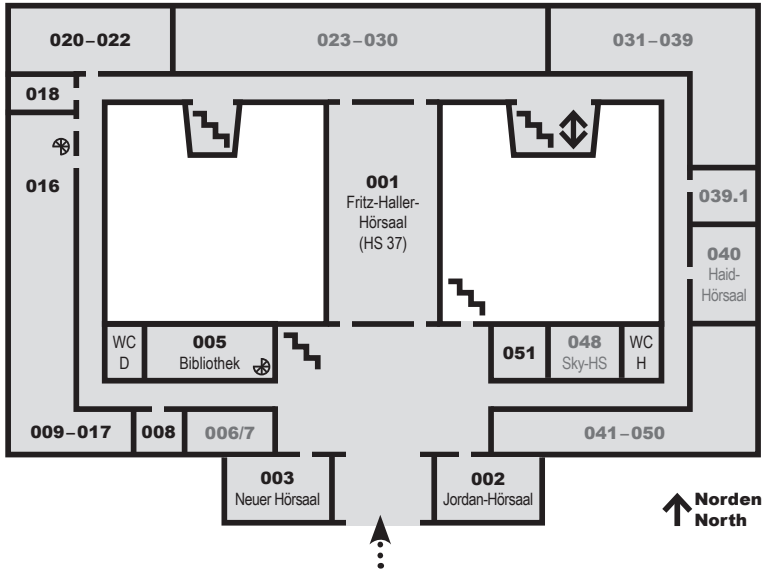 020–022
023–030
031–039
018
016
001
Fritz-Haller-
Hörsaal
(HS 37)
039.1
040
Haid-
Hörsaal
WC
D
005
Bibliothek
051
048
Sky-HS
WC
H
009–017
008
006/7
041–050
003
Neuer Hörsaal
002
Jordan-Hörsaal
Norden
North